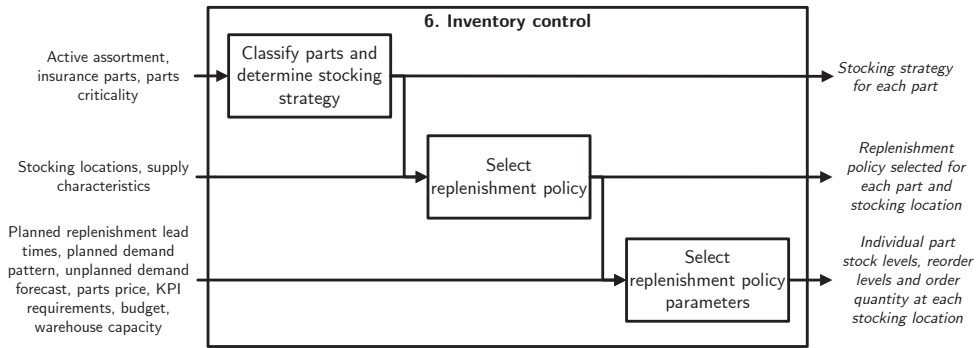 6. Inventory control
Active assortment,
insurance parts, parts
criticality
Classify parts and
determine stocking
strategy
Stocking strategy
for each part
Stocking locations, supply
characteristics
Select
replenishment policy
Replenishment
policy selected for
each part and
stocking location
Planned replenishment lead
times, planned demand
pattern, unplanned demand
forecast, parts price, KPI
requirements, budget,
warehouse capacity
Select
replenishment policy
parameters
Individual part
stock levels, reorder
levels and order
quantity at each
stocking location